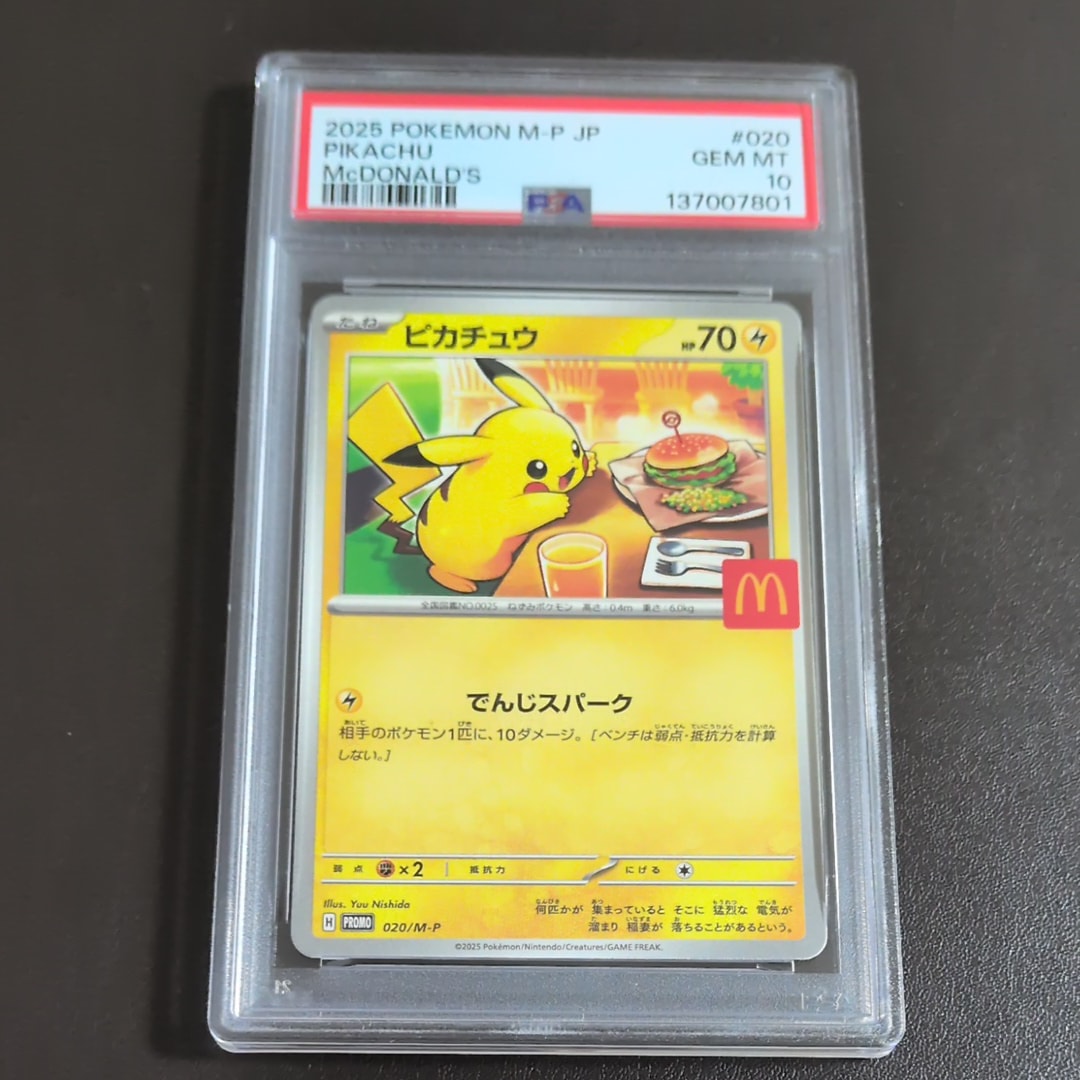 2025 POKEMON M-P JP #020
PIKACHU GEM MT
McDONALD'S 10
PSA 137007801
たね ピカチュウ HP70
全国図鑑NO.0025 ねずみポケモン 高さ:0.4m 重さ:6.0kg
でんじスパーク
相手のポケモン1匹に、10ダメージ。[ベンチは弱点・抵抗力を計算
しない。]
弱点 ×2 抵抗力 にげる
Illus. Yuu Nishida
何匹かが 集まっていると そこに 猛烈な 電気が
溜まり 稲妻が 落ちることがあるという。
H PROMO 020/M-P
©2025 Pokémon/Nintendo/Creatures/GAME FREAK.